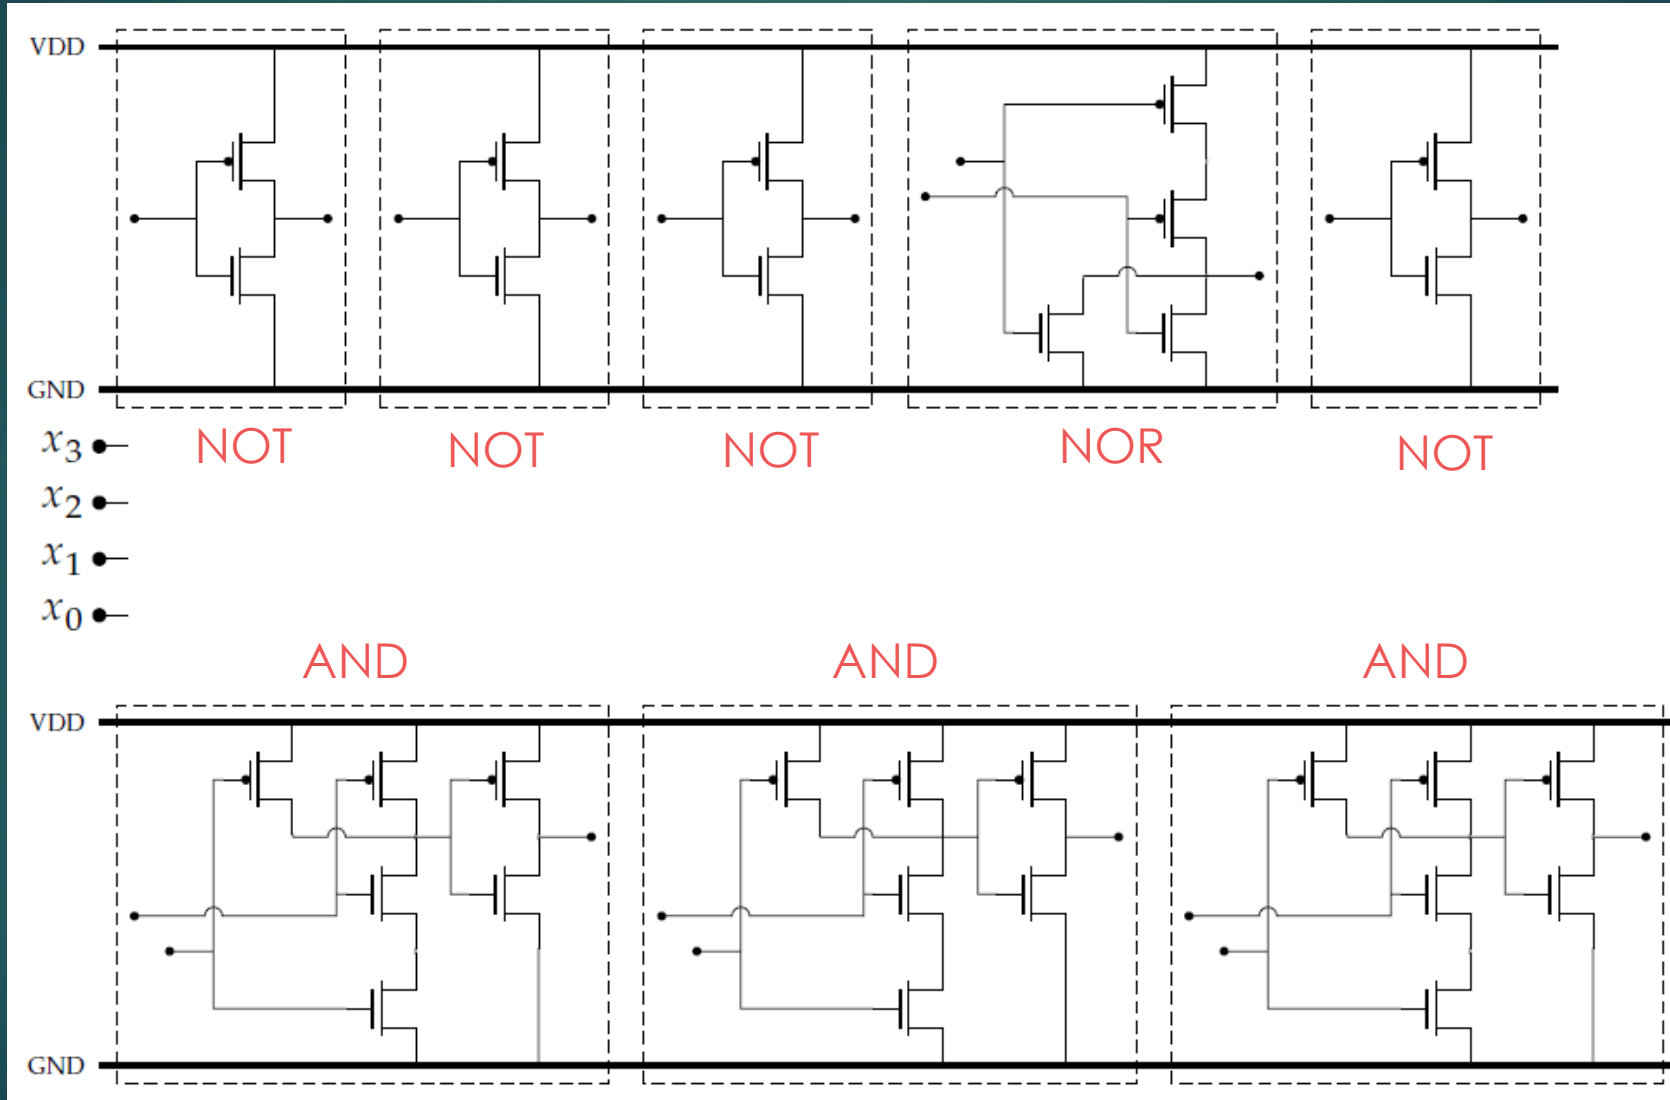 VDD
GND
NOT NOT NOT NOR NOT
x3
x2
x1
x0
AND AND AND
VDD
GND